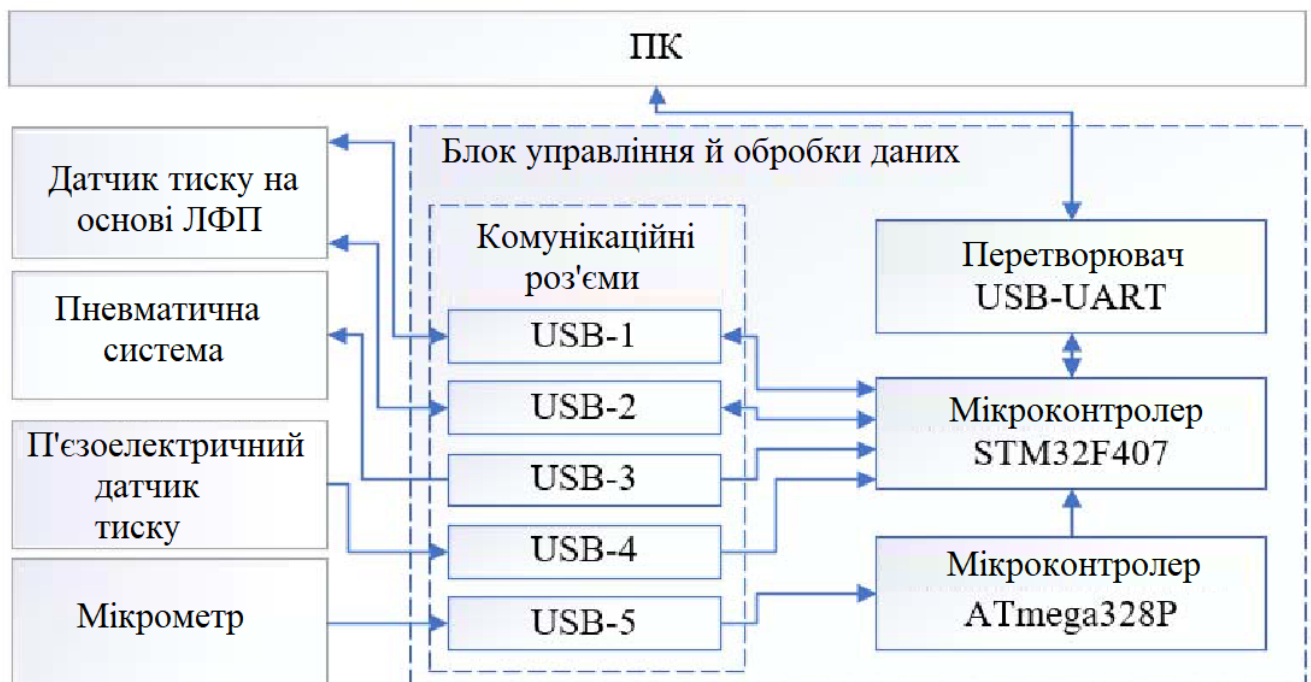 ПК
Блок управління й обробки даних
Датчик тиску на
основі ЛФП
Пневматична
система
П'єзоелектричний
датчик
тиску
Мікрометр
Комунікаційні
роз'єми
USB-1
USB-2
USB-3
USB-4
USB-5
Перетворювач
USB-UART
Мікроконтролер
STM32F407
Мікроконтролер
ATmega328P